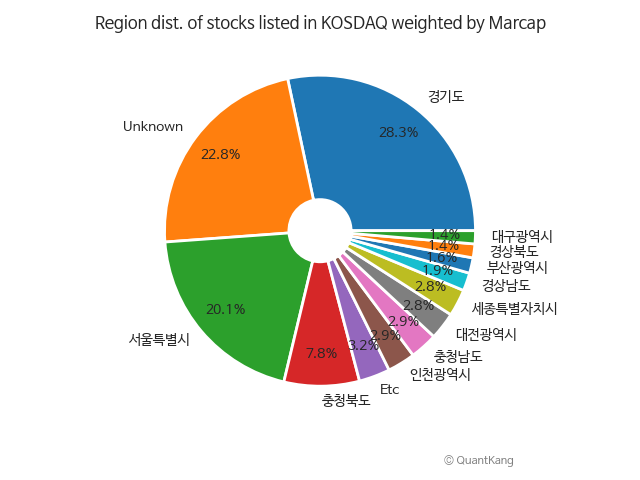 Region dist. of stocks listed in KOSDAQ weighted by Marcap
경기도
28.3%
Unknown
22.8%
서울특별시
20.1%
충청북도
7.8%
Etc
3.2%
인천광역시
2.9%
충청남도
2.9%
대전광역시
2.8%
세종특별자치시
2.8%
경상남도
1.9%
부산광역시
1.6%
경상북도
1.4%
대구광역시
1.4%
© QuantKang